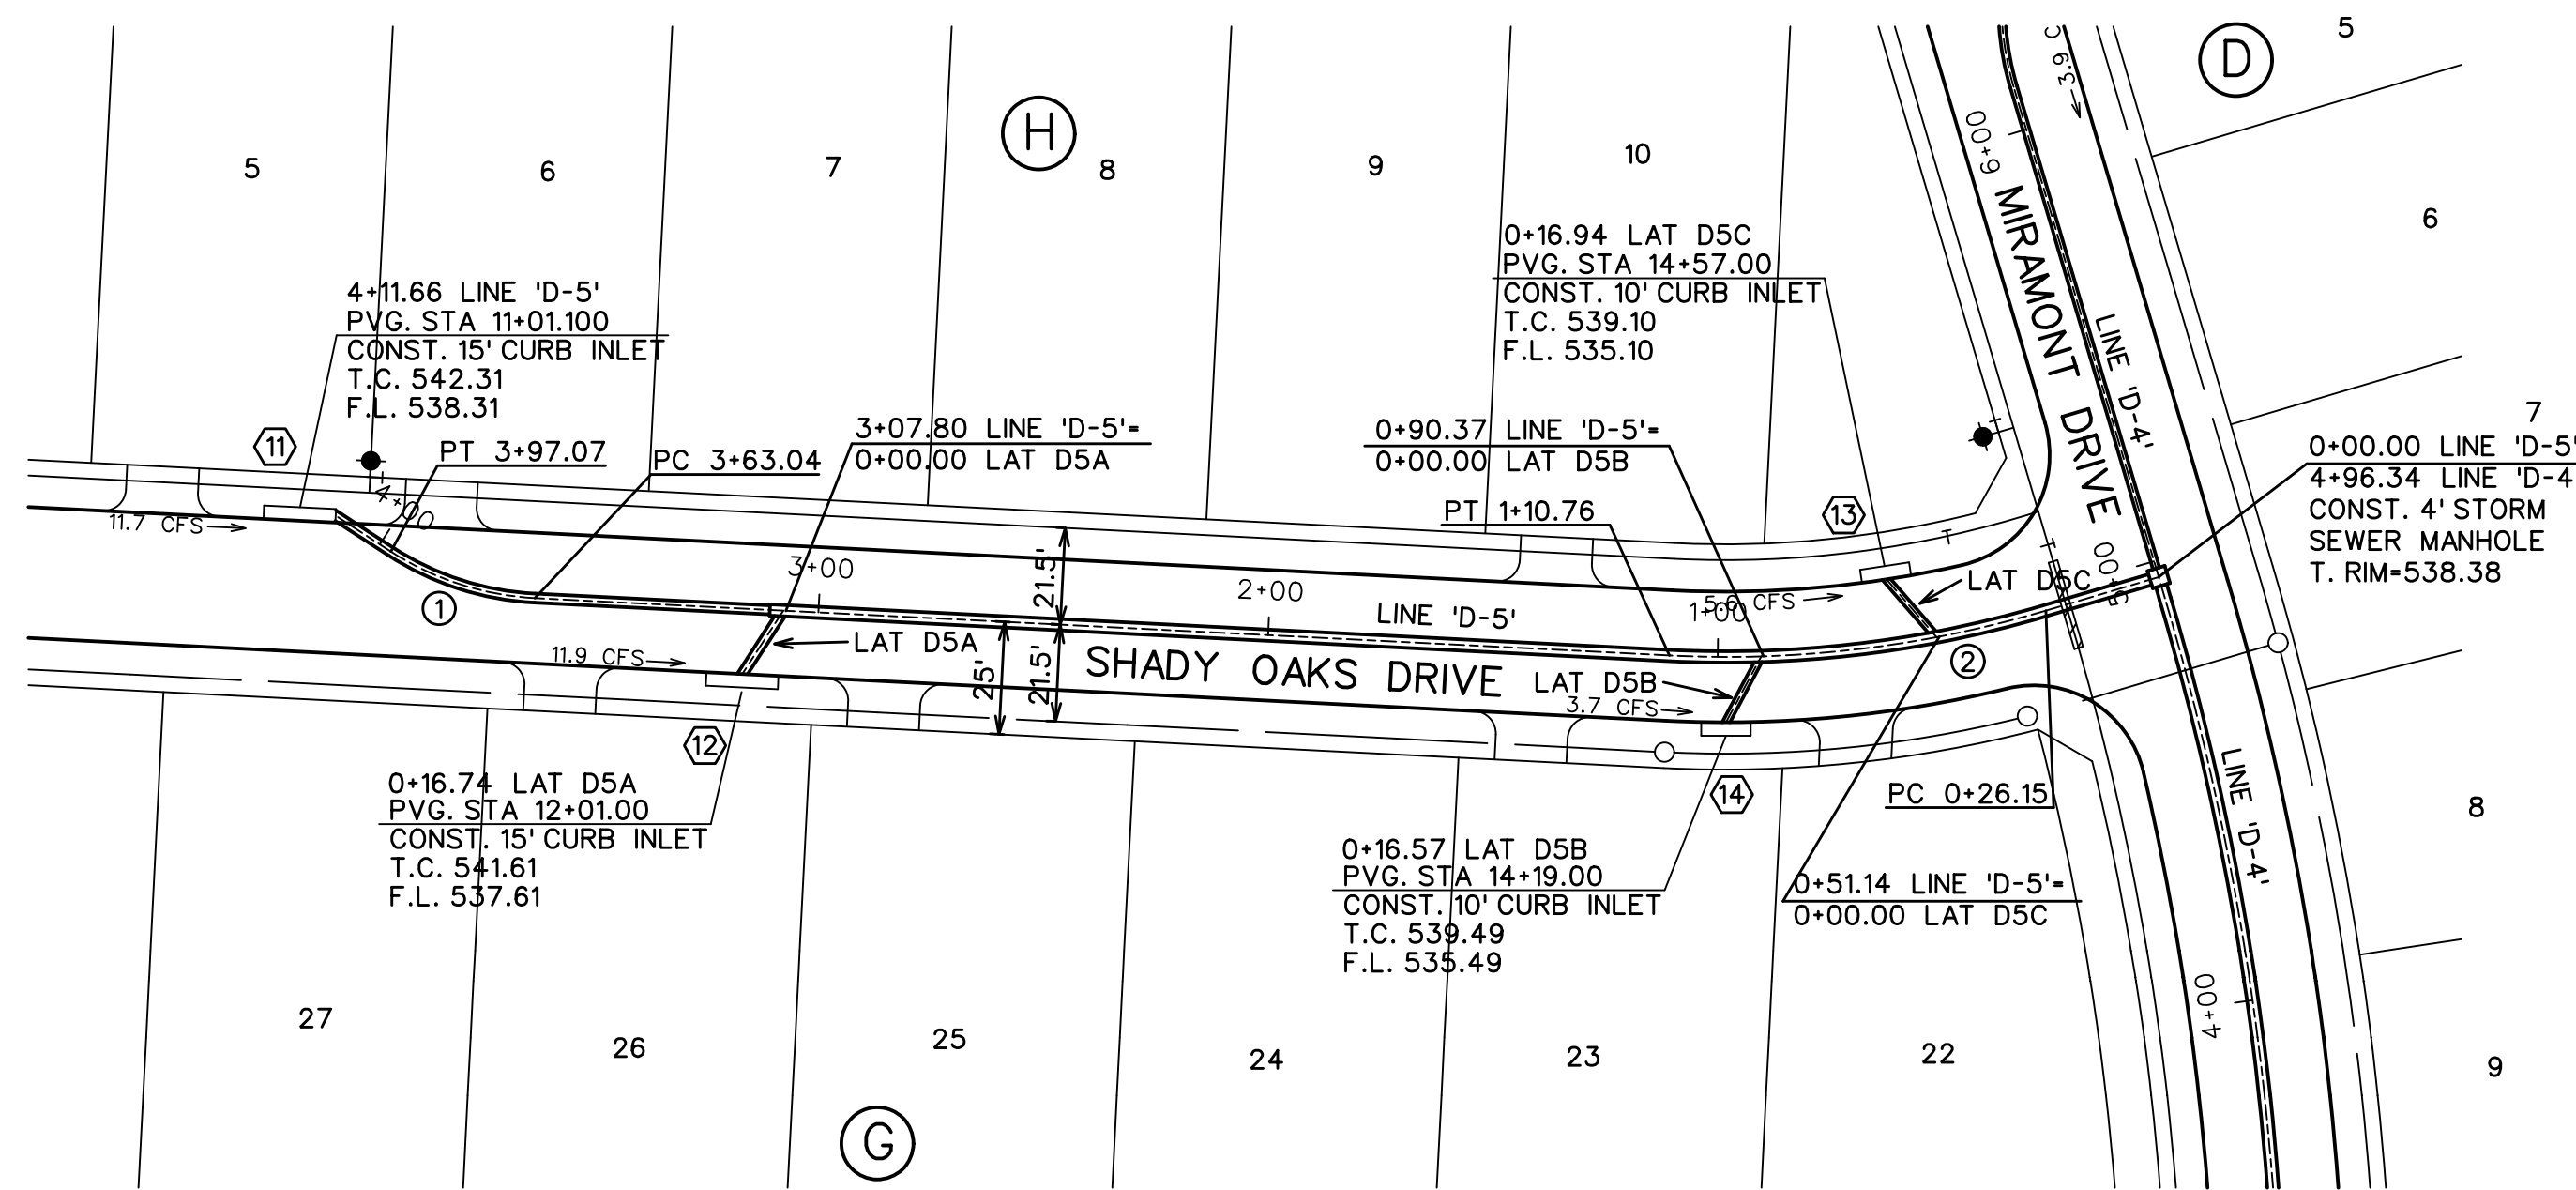 5
D
H
3.9 C
5
6
7
8
9
10
6
6+00
MIRAMONT DRIVE
0+16.94 LAT D5C
PVG. STA 14+57.00
CONST. 10' CURB INLET
T.C. 539.10
F.L. 535.10
4+11.66 LINE 'D-5'
PVG. STA 11+01.100
CONST. 15' CURB INLET
T.C. 542.31
F.L. 538.31
LINE 'D-4'
11
PT 3+97.07
PC 3+63.04
3+07.80 LINE 'D-5'=
0+00.00 LAT D5A
0+90.37 LINE 'D-5'=
0+00.00 LAT D5B
PT 1+10.76
7
0+00.00 LINE 'D-5'
4+96.34 LINE 'D-4
CONST. 4' STORM
SEWER MANHOLE
T. RIM=538.38
13
4+00
11.7 CFS
3+00
21.5'
2+00
LINE 'D-5'
1+00
5.6 CFS
LAT D5C
5+00
1
11.9 CFS
LAT D5A
25'
21.5'
SHADY OAKS DRIVE
LAT D5B
3.7 CFS
2
12
14
PC 0+26.15
LINE 'D-4'
8
0+16.74 LAT D5A
PVG. STA 12+01.00
CONST. 15' CURB INLET
T.C. 541.61
F.L. 537.61
0+16.57 LAT D5B
PVG. STA 14+19.00
CONST. 10' CURB INLET
T.C. 539.49
F.L. 535.49
0+51.14 LINE 'D-5'=
0+00.00 LAT D5C
4+00
27
26
25
24
23
22
9
G